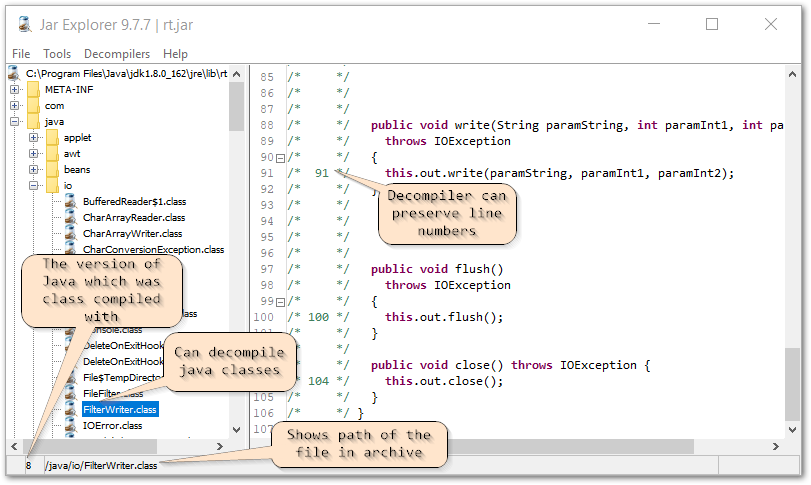 Jar Explorer 9.7.7 | rt.jar
File Tools Decompilers Help
C:\Program Files\Java\jdk1.8.0_162\jre\lib\rt
META-INF
com
java
applet
awt
beans
io
BufferedReader$1.class
CharArrayReader.class
CharArrayWriter.class
CharConversionException.class
Console.class
DeleteOnExitHook
DeleteOnExitHook
File$TempDirecto
FileFilter.class
FilterWriter.class
IOError.class
85 /* */
86 /* */
87 /* */
88 /* */ public void write(String paramString, int paramInt1, int pa
89 /* */ throws IOException
90 /* */ {
91 /* 91 */ this.out.write(paramString, paramInt1, paramInt2);
92 /* */ }
93 /* */
94 /* */
95 /* */
96 /* */
97 /* */ public void flush()
98 /* */ throws IOException
99 /* */ {
100 /* 100 */ this.out.flush();
101 /* */ }
102 /* */
103 /* */ public void close() throws IOException {
104 /* 104 */ this.out.close();
105 /* */ }
106 /* */ }
107
Decompiler can
preserve line
numbers
The version of
Java which was
class compiled
with
Can decompile
java classes
Shows path of the
file in archive
8 /java/io/FilterWriter.class